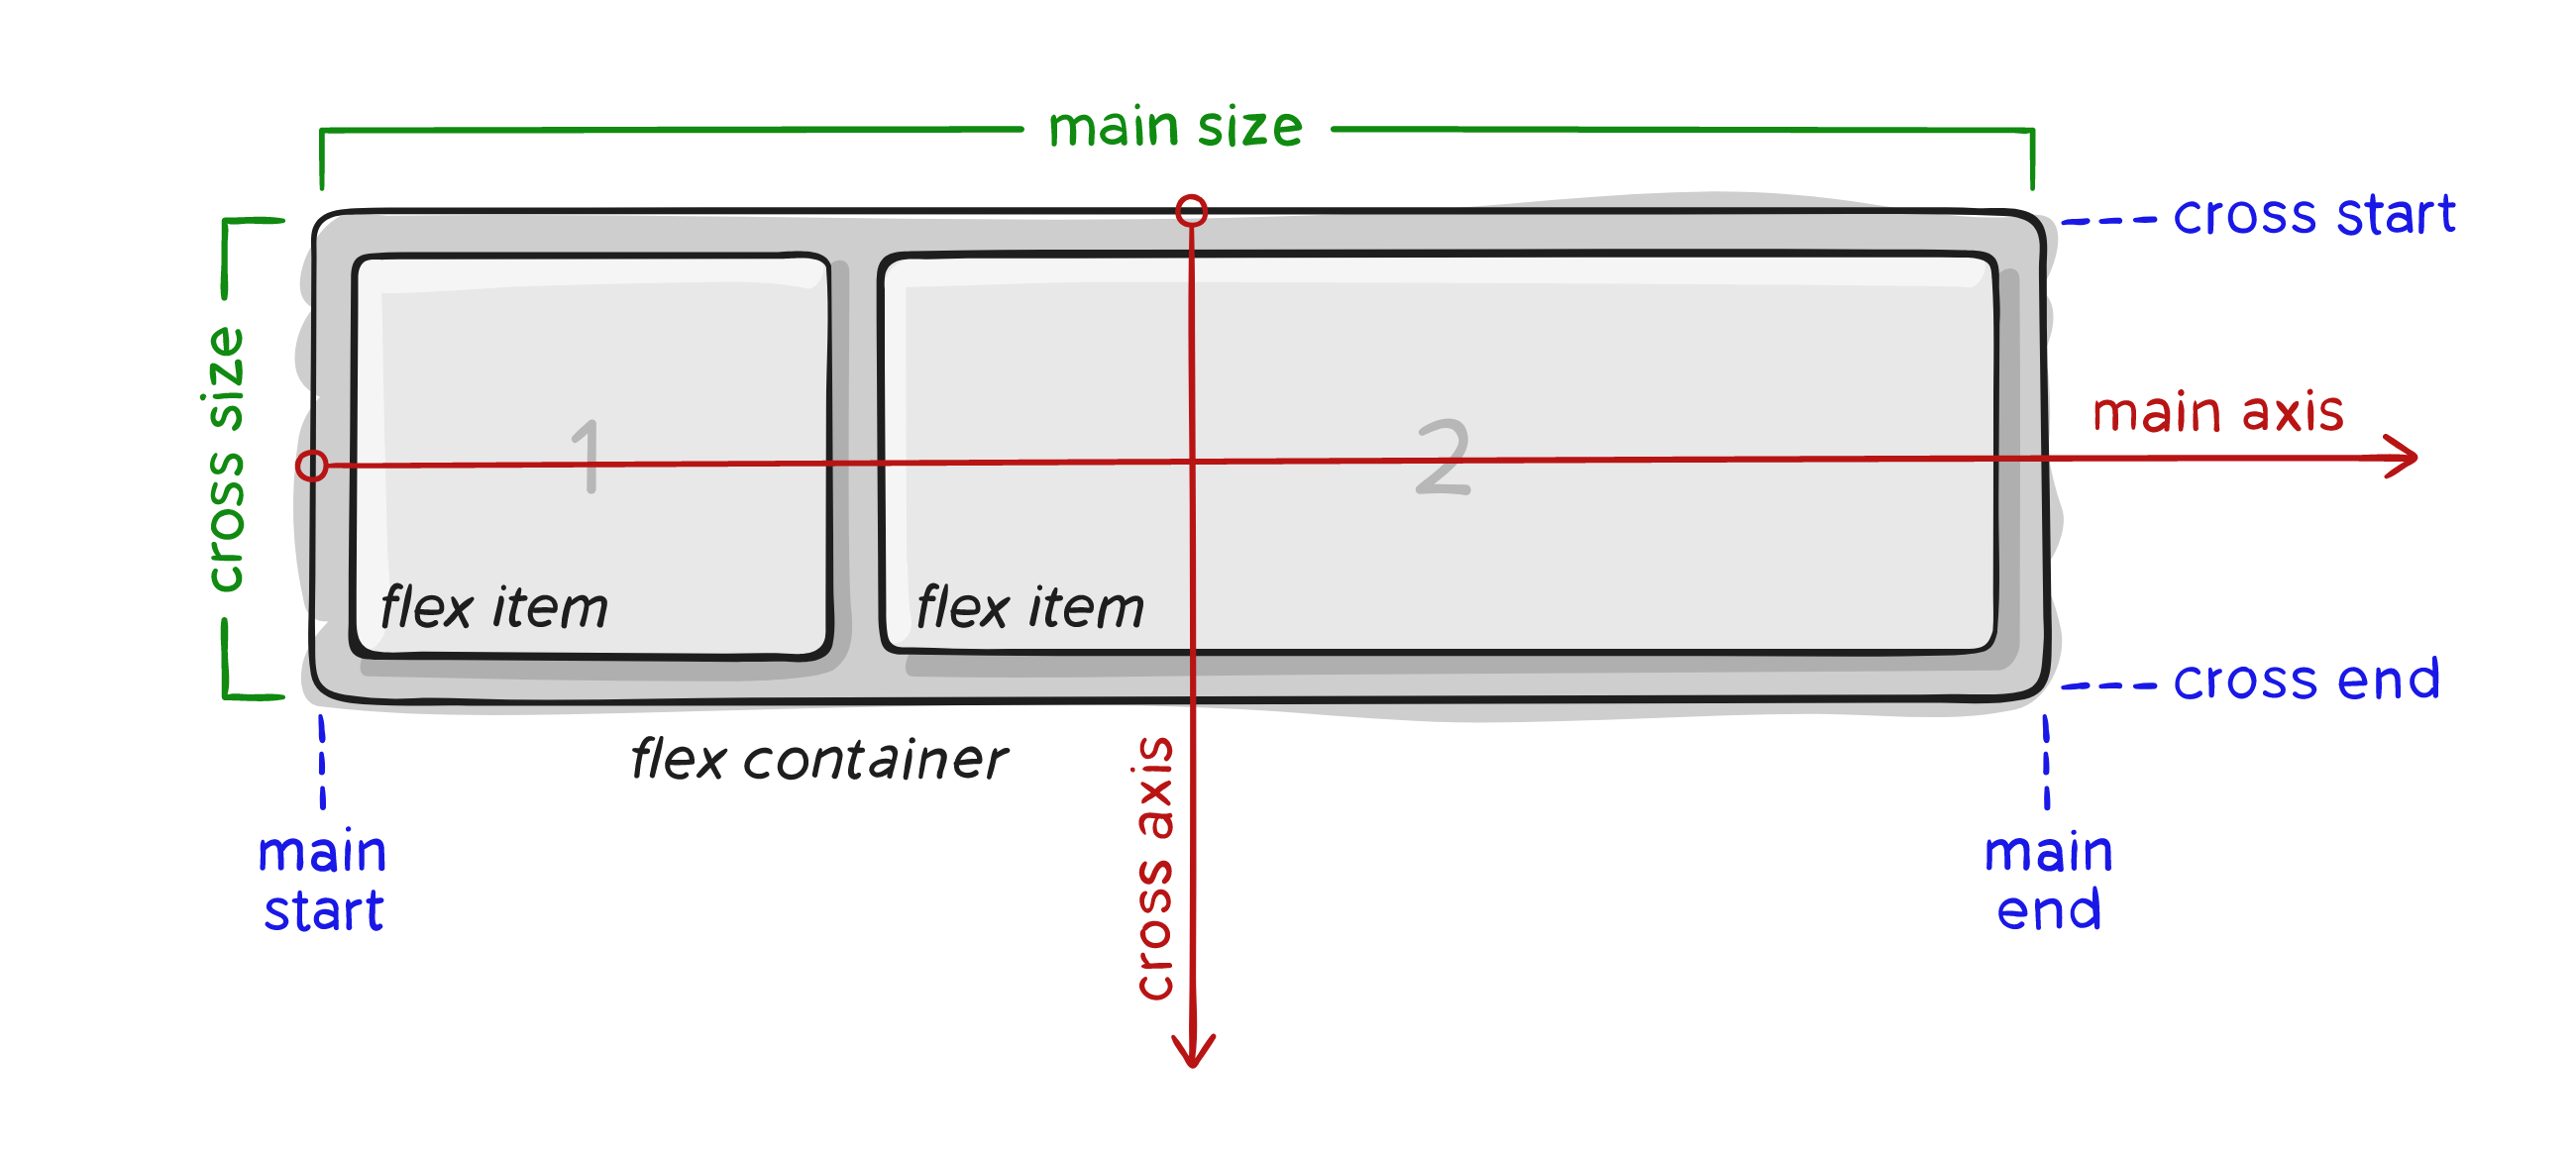 main size
cross start
cross size
main axis
1
2
flex item
flex item
cross end
flex container
cross axis
main
start
main
end